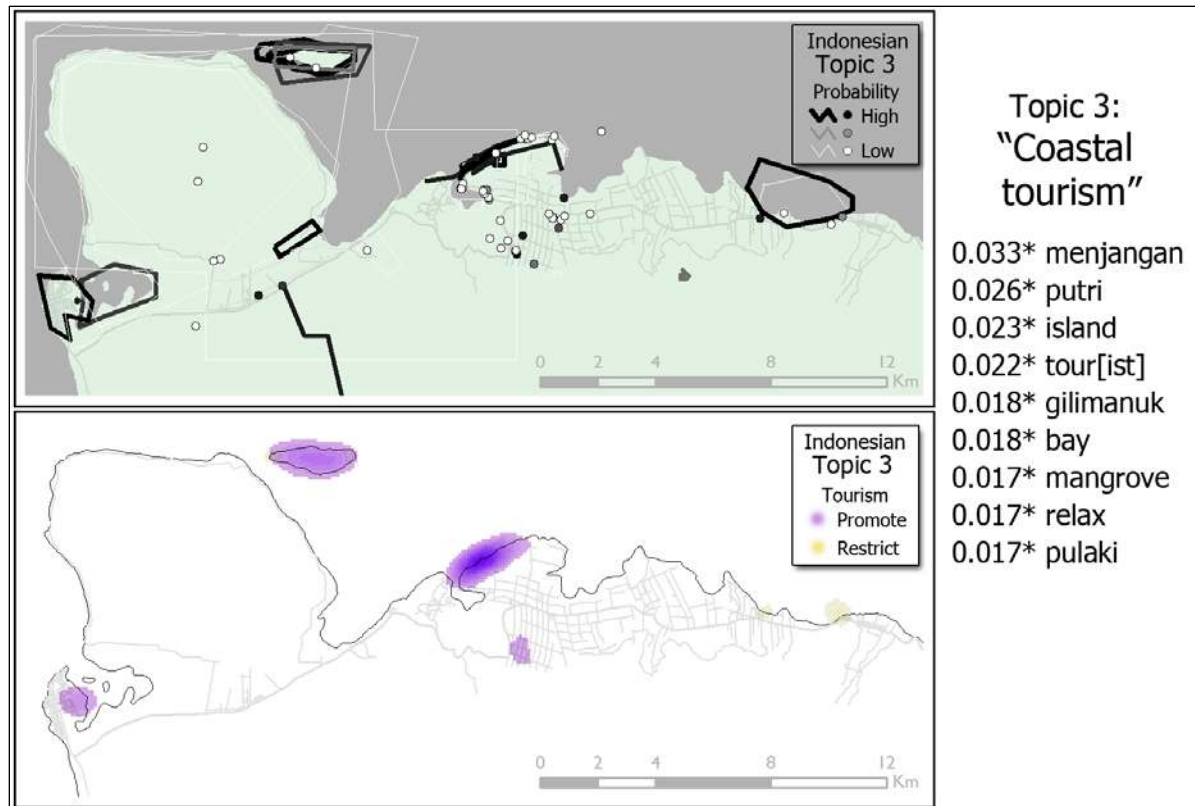 Indonesian
Topic 3
Probability
High
Low
0 4 8 12
Km
Indonesian
Topic 3
Tourism
Promote
Restrict
0 4 8 12
Km
Topic 3:
“Coastal
tourism”
0.033* menjangan
0.026* putri
0.023* island
0.022* tour[ist]
0.018* gilimanuk
0.018* bay
0.017* mangrove
0.017* relax
0.017* pulaki